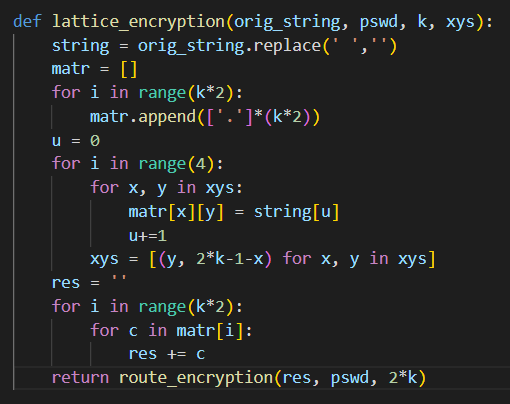 def lattice_encryption(orig_string, pswd, k, xys):
    string = orig_string.replace(' ','')
    matr = []
    for i in range(k*2):
        matr.append(['.']*(k*2))
    u = 0
    for i in range(4):
        for x, y in xys:
            matr[x][y] = string[u]
            u+=1
        xys = [(y, 2*k-1-x) for x, y in xys]
    res = ''
    for i in range(k*2):
        for c in matr[i]:
            res += c
    return route_encryption(res, pswd, 2*k)